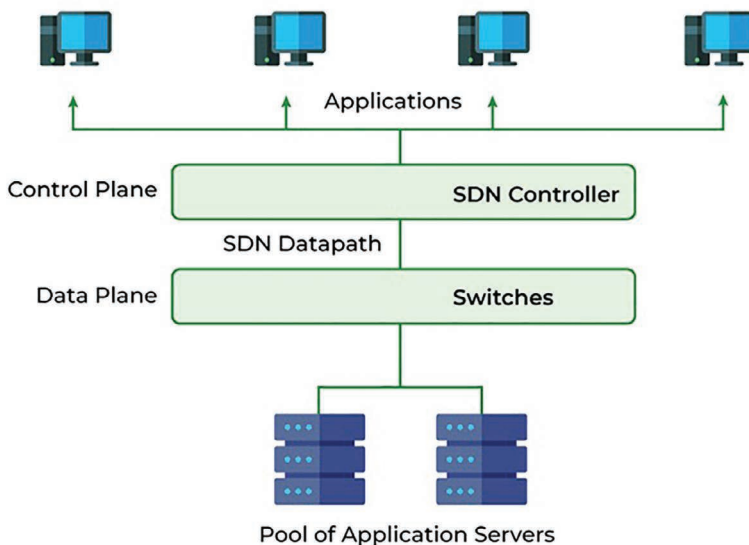 Applications
Control Plane
SDN Controller
SDN Datapath
Data Plane
Switches
Pool of Application Servers